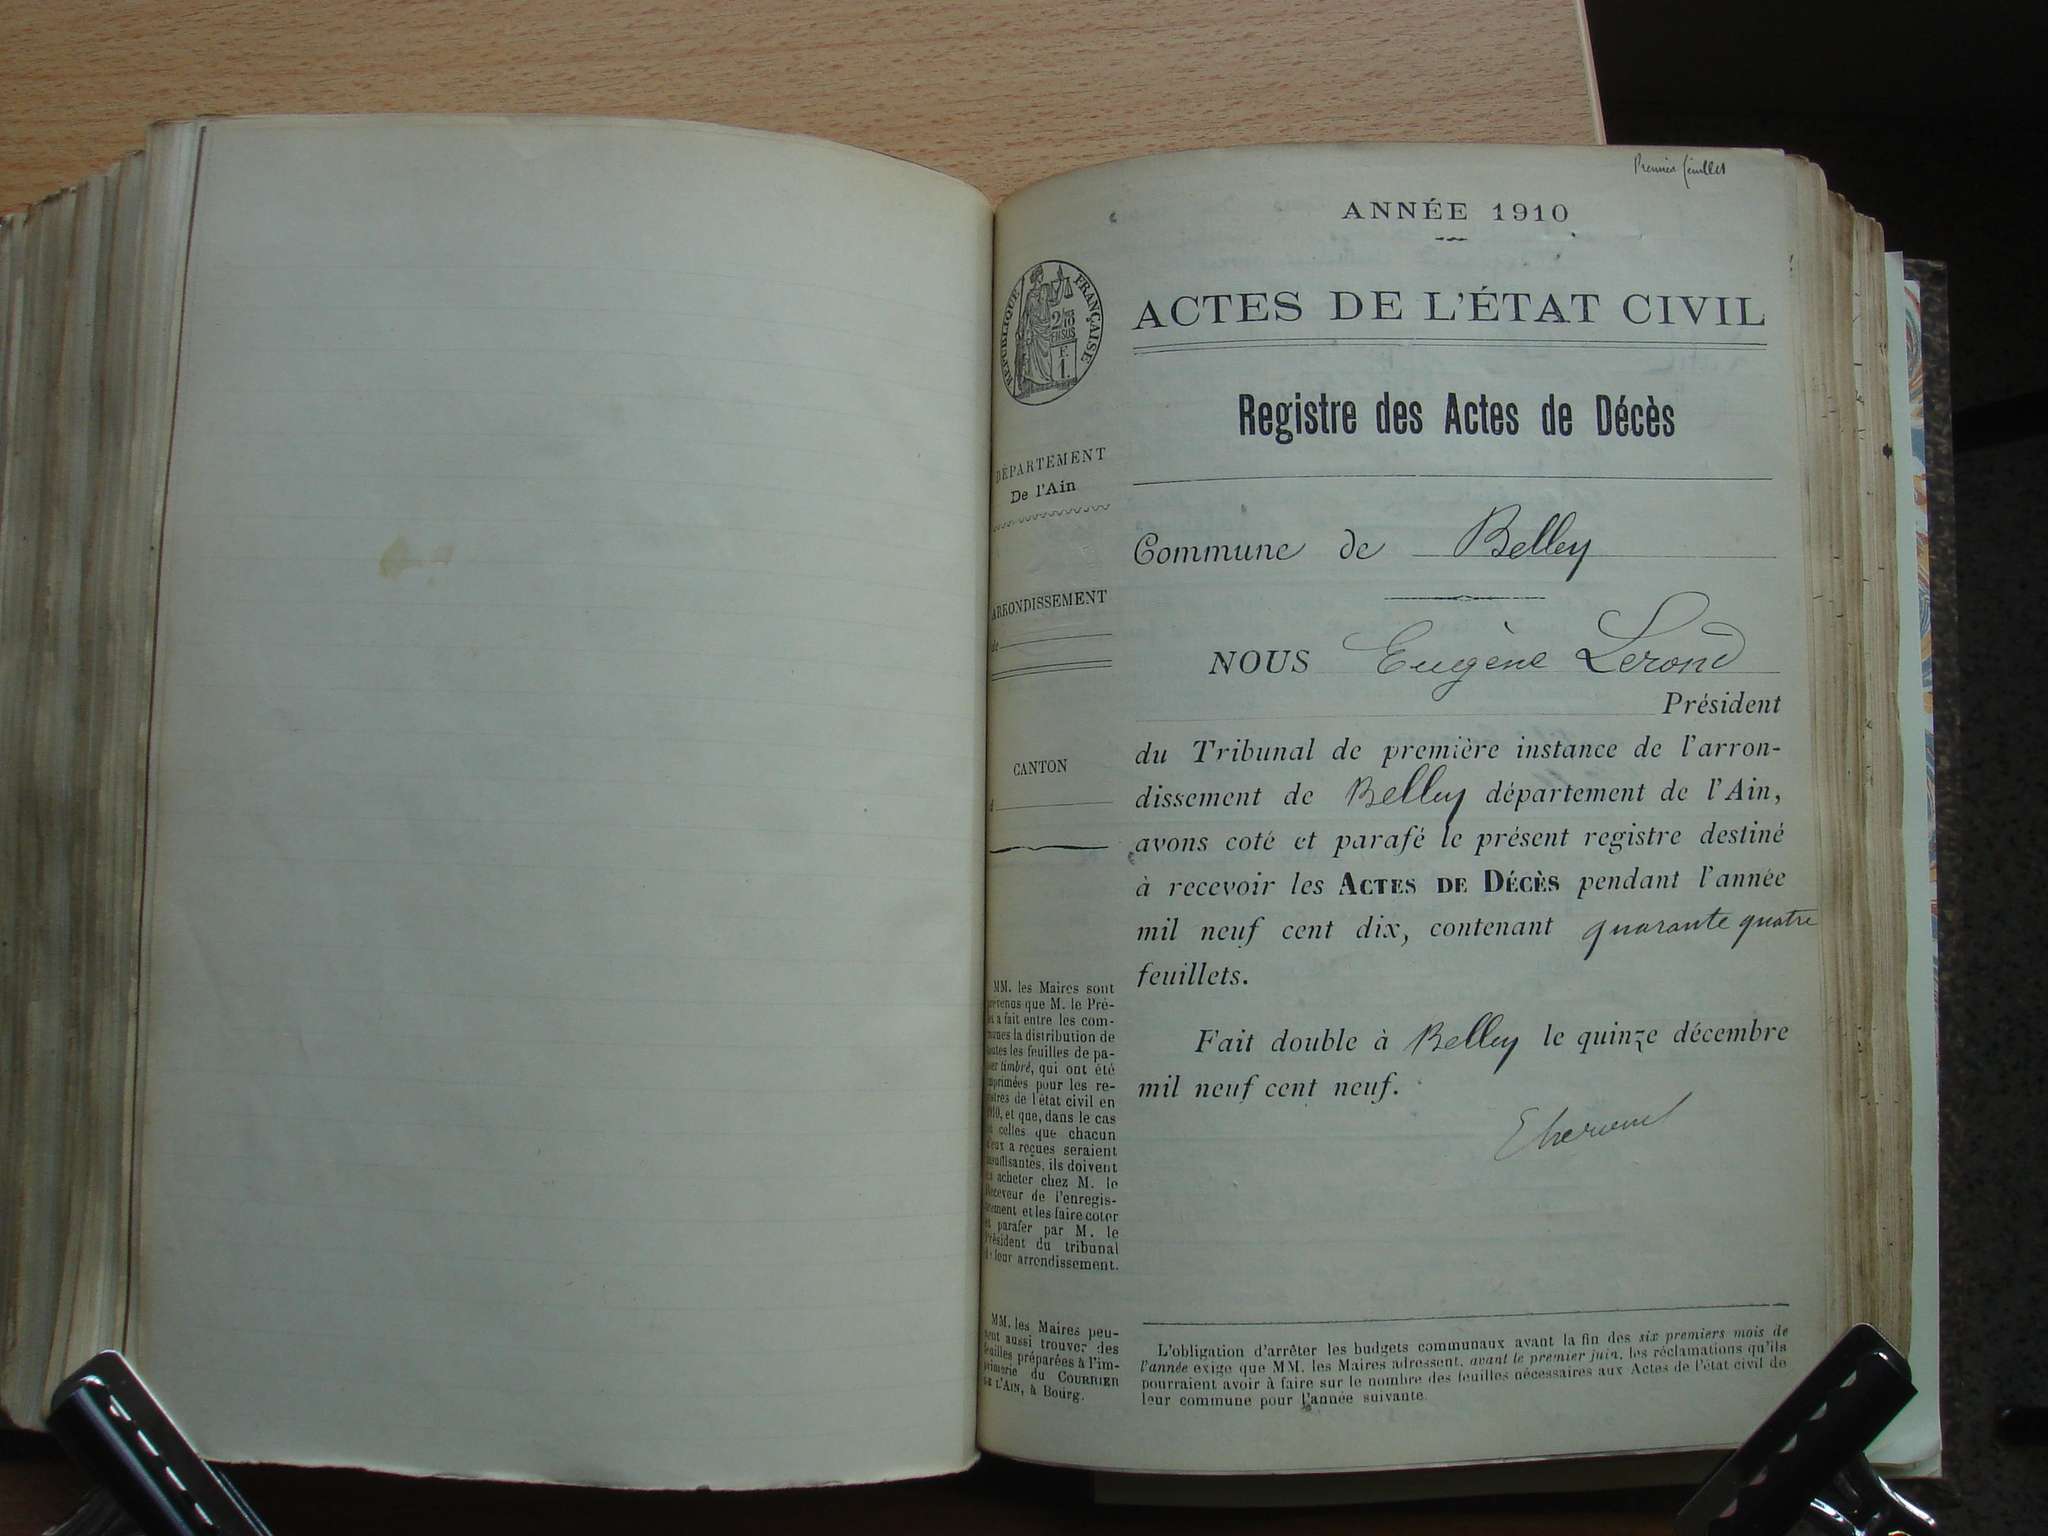 Premier feuillet
ANNÉE 1910
RÉPUBLIQUE FRANÇAISE
2/10
EN SUS
F.
1.
ACTES DE L'ÉTAT CIVIL
Registre des Actes de Décès
DÉPARTEMENT
De l'Ain
ARRONDISSEMENT
de
CANTON
d
Commune de Belley
NOUS Eugène Lerond
Président
du Tribunal de première instance de l'arron-
dissement de Belley département de l'Ain,
avons coté et parafé le présent registre destiné
à recevoir les ACTES DE DÉCÈS pendant l'année
mil neuf cent dix, contenant quarante quatre
feuillets.
Fait double à Belley le quinze décembre
mil neuf cent neuf.
MM. les Maires sont
prévenus que M. le Pré-
fet a fait entre les com-
munes la distribution de
toutes les feuilles de pa-
pier timbré, qui ont été
imprimées pour les re-
gistres de l'état civil en
1910, et que, dans le cas
où celles que chacun
d'eux a reçues seraient
insuffisantes, ils doivent
en acheter chez M. le
Receveur de l'enregis-
trement et les faire coter
et parafer par M. le
Président du tribunal
de leur arrondissement.
MM. les Maires peu-
vent aussi trouver des
feuilles préparées à l'im-
primerie du COURRIER
DE L'AIN, à Bourg.
L'obligation d'arrêter les budgets communaux avant la fin des six premiers mois de
l'année exige que MM. les Maires adressent, avant le premier juin, les réclamations qu'ils
pourraient avoir à faire sur le nombre des feuilles nécessaires aux Actes de l'état civil de
leur commune pour l'année suivante.